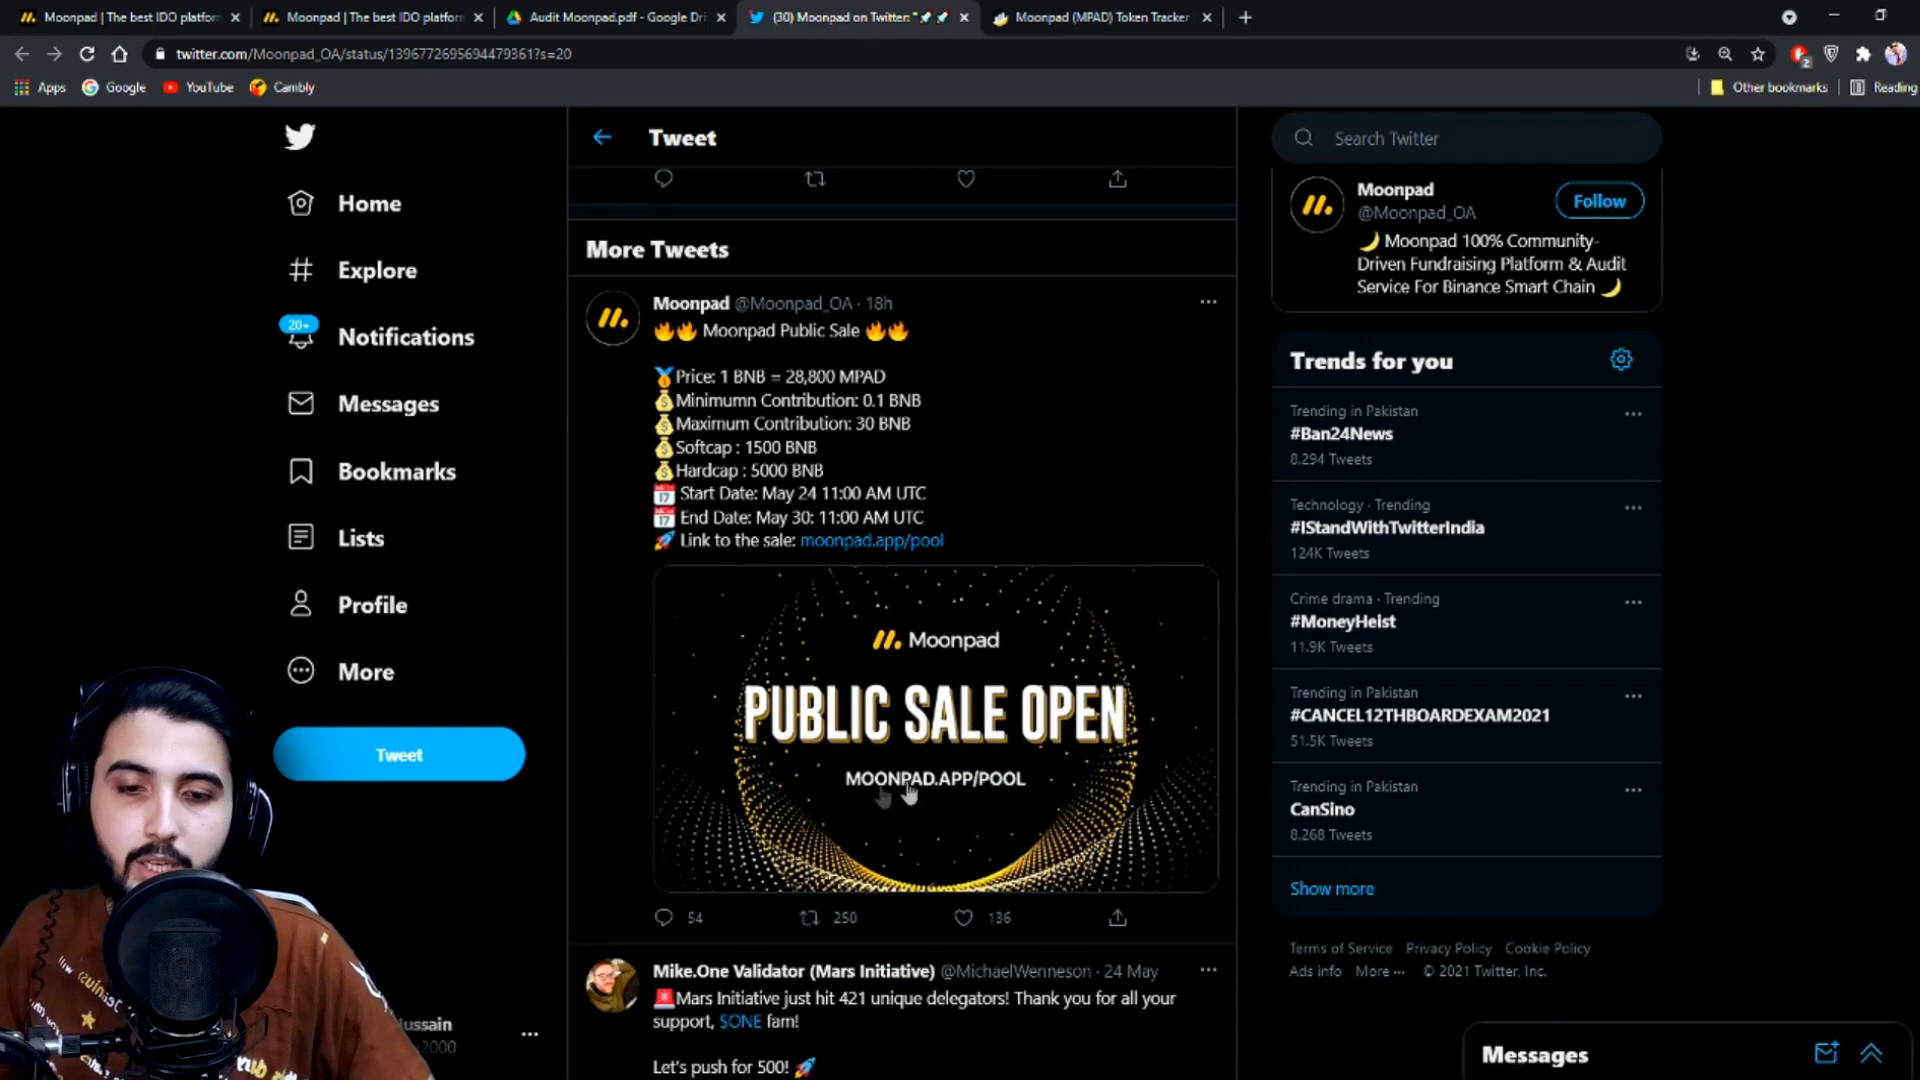 Moonpad | The best IDO platform
Moonpad | The best IDO platform
Audit Moonpad.pdf - Google Dri
(30) Moonpad on Twitter: "
Moonpad (MPAD) Token Tracker
twitter.com/Moonpad_OA/status/1396772695694479361?s=20
2
Apps
Google
YouTube
Cambly
Other bookmarks
Reading
Home
Explore
20+
Notifications
Messages
Bookmarks
Lists
Profile
More
Tweet
ussain
2000
Tweet
More Tweets
Moonpad @Moonpad_OA · 18h
🔥🔥 Moonpad Public Sale 🔥🔥
🥇Price: 1 BNB = 28,800 MPAD
💰Minimumn Contribution: 0.1 BNB
💰Maximum Contribution: 30 BNB
💰Softcap : 1500 BNB
💰Hardcap : 5000 BNB
📅 Start Date: May 24 11:00 AM UTC
📅 End Date: May 30: 11:00 AM UTC
🚀 Link to the sale: moonpad.app/pool
Moonpad
PUBLIC SALE OPEN
MOONPAD.APP/POOL
54
250
136
Mike.One Validator (Mars Initiative) @MichaelWenneson · 24 May
🚨Mars Initiative just hit 421 unique delegators! Thank you for all your
support, $ONE fam!
Let's push for 500! 🚀
Search Twitter
Moonpad
@Moonpad_OA
Follow
🌙 Moonpad 100% Community-
Driven Fundraising Platform & Audit
Service For Binance Smart Chain 🌙
Trends for you
Trending in Pakistan
#Ban24News
8,294 Tweets
Technology · Trending
#IStandWithTwitterIndia
124K Tweets
Crime drama · Trending
#MoneyHeist
11.9K Tweets
Trending in Pakistan
#CANCEL12THBOARDEXAM2021
51.5K Tweets
Trending in Pakistan
CanSino
8,268 Tweets
Show more
Terms of Service Privacy Policy Cookie Policy
Ads info More ··· © 2021 Twitter, Inc.
Messages